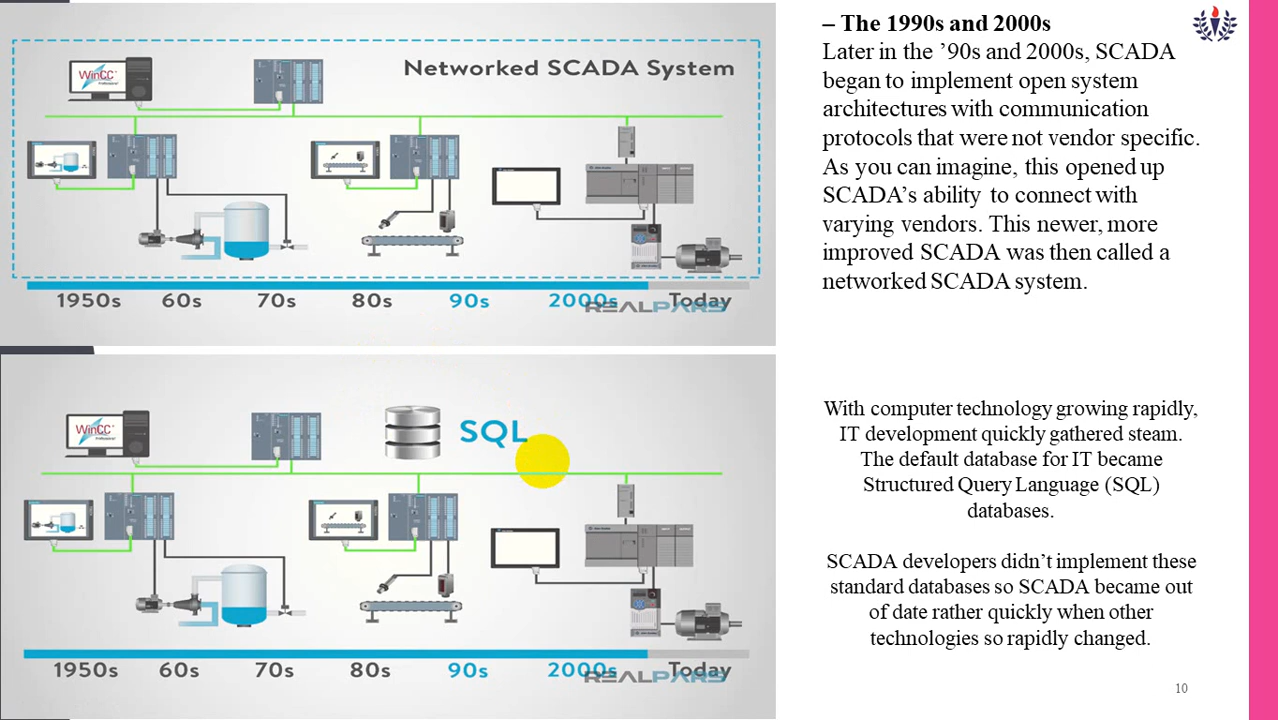 Networked SCADA System
WinCC
Professional
1950s 60s 70s 80s 90s 2000s Today
REALPARS
– The 1990s and 2000s
Later in the ’90s and 2000s, SCADA
began to implement open system
architectures with communication
protocols that were not vendor specific.
As you can imagine, this opened up
SCADA’s ability to connect with
varying vendors. This newer, more
improved SCADA was then called a
networked SCADA system.
SQL
WinCC
Professional
1950s 60s 70s 80s 90s 2000s Today
REALPARS
With computer technology growing rapidly,
IT development quickly gathered steam.
The default database for IT became
Structured Query Language (SQL)
databases.
SCADA developers didn’t implement these
standard databases so SCADA became out
of date rather quickly when other
technologies so rapidly changed.
10